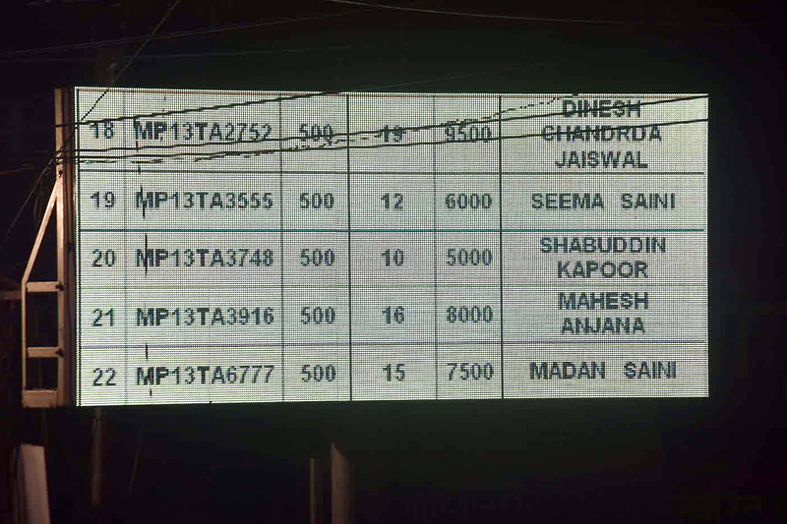 18 MP13TA2752 500 19 9500 DINESH CHANDRDA JAISWAL
19 MP13TA3555 500 12 6000 SEEMA SAINI
20 MP13TA3748 500 10 5000 SHABUDDIN KAPOOR
21 MP13TA3916 500 16 8000 MAHESH ANJANA
22 MP13TA6777 500 15 7500 MADAN SAINI